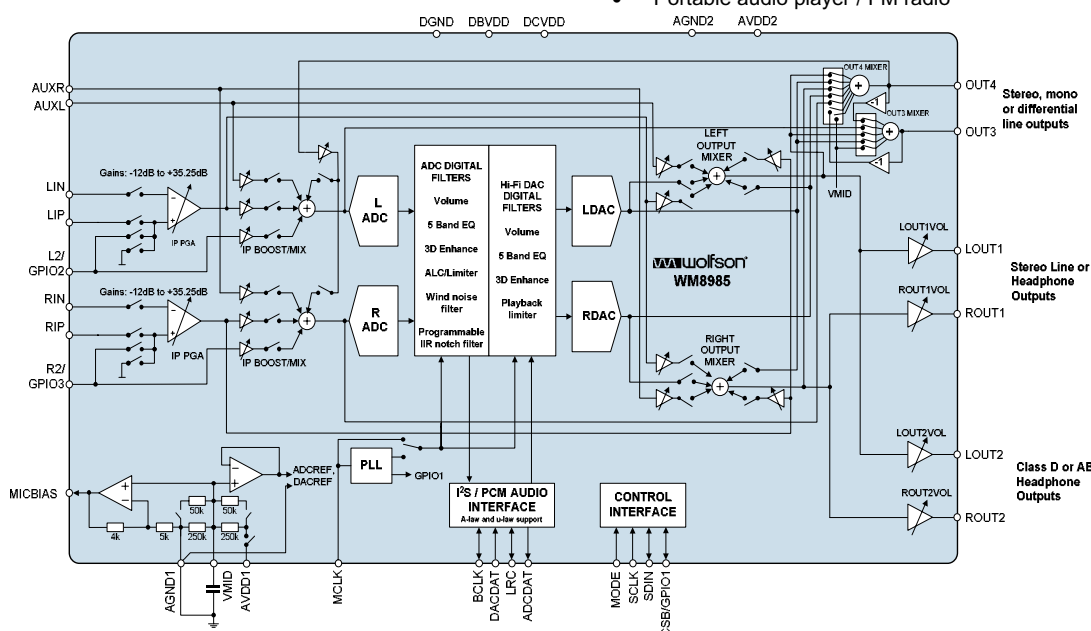 • Portable audio player / FM radio
DGND DBVDD DCVDD AGND2 AVDD2
AUXR
AUXL
OUT4 MIXER
OUT4
-1
OUT3 MIXER
OUT3
-1
VMID
Stereo, mono
or differential
line outputs
LIN
LIP
L2/
GPIO2
Gains: -12dB to +35.25dB
-
+
IP PGA
+
IP BOOST/MIX
L
ADC
RIN
RIP
R2/
GPIO3
Gains: -12dB to +35.25dB
-
+
IP PGA
+
IP BOOST/MIX
R
ADC
ADC DIGITAL
FILTERS
Volume
5 Band EQ
3D Enhance
ALC/Limiter
Wind noise
filter
Programmable
IIR notch filter
Hi-Fi DAC
DIGITAL
FILTERS
Volume
5 Band EQ
3D Enhance
Playback
limiter
LDAC
RDAC
LEFT
OUTPUT
MIXER
+
wolfson
WM8985
RIGHT
OUTPUT
MIXER
+
LOUT1VOL
LOUT1
ROUT1VOL
ROUT1
Stereo Line or
Headphone
Outputs
LOUT2VOL
LOUT2
ROUT2VOL
ROUT2
Class D or AB
Headphone
Outputs
MICBIAS
+
-
-
+
ADCREF,
DACREF
50k 50k
4k 5k 250k 250k
PLL
GPIO1
I²S / PCM AUDIO
INTERFACE
A-law and u-law support
CONTROL
INTERFACE
AGND1
VMID
AVDD1
MCLK
BCLK
DACDAT
LRC
ADCDAT
MODE
SCLK
SDIN
CSB/GPIO1